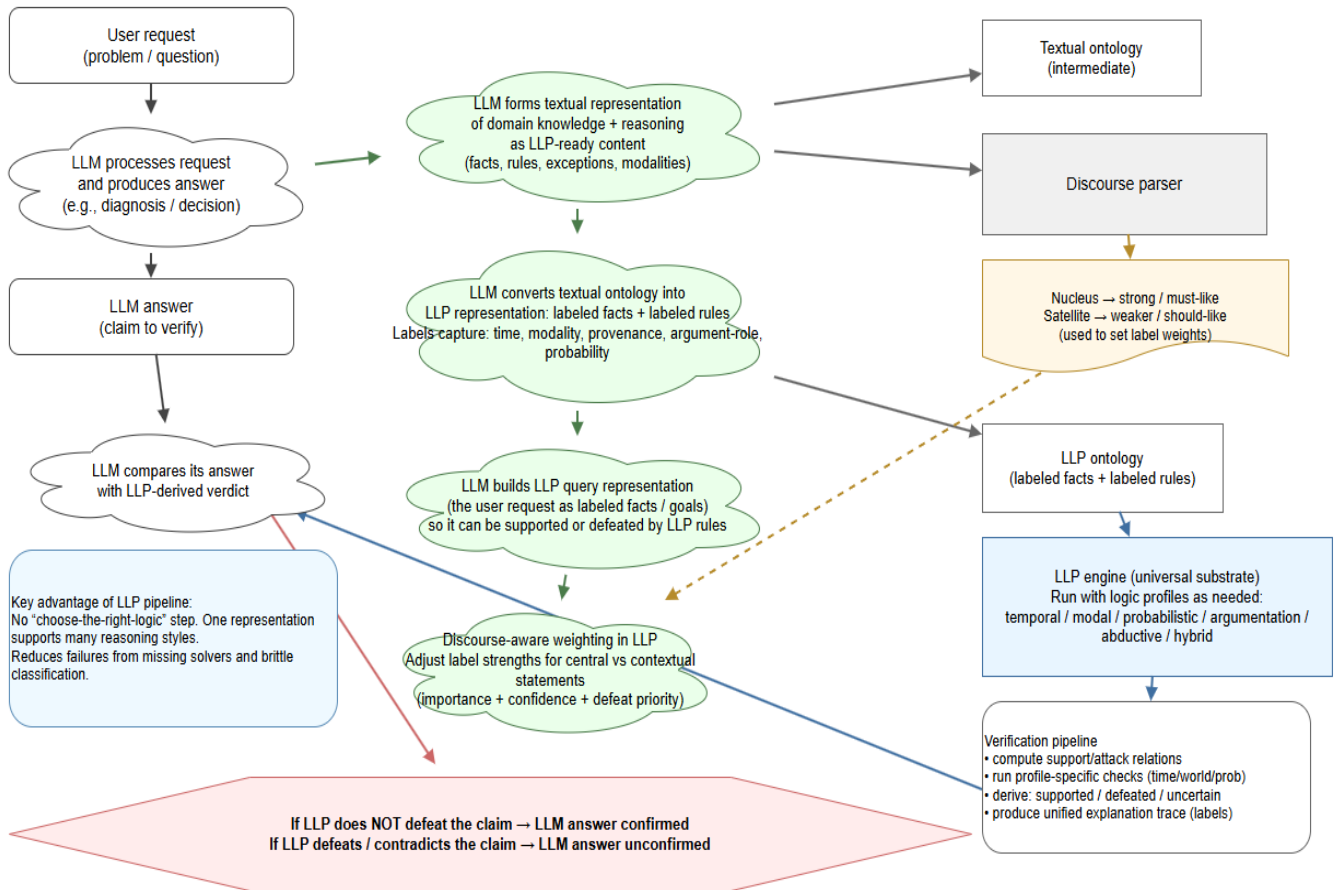 User request
(problem / question)
LLM processes request
and produces answer
(e.g., diagnosis / decision)
LLM answer
(claim to verify)
LLM compares its answer
with LLP-derived verdict
Key advantage of LLP pipeline:
No “choose-the-right-logic” step. One representation
supports many reasoning styles.
Reduces failures from missing solvers and brittle
classification.
LLM forms textual representation
of domain knowledge + reasoning
as LLP-ready content
(facts, rules, exceptions, modalities)
LLM converts textual ontology into
LLP representation: labeled facts + labeled rules
Labels capture: time, modality, provenance, argument-role,
probability
LLM builds LLP query representation
(the user request as labeled facts / goals)
so it can be supported or defeated by LLP rules
Discourse-aware weighting in LLP
Adjust label strengths for central vs contextual
statements
(importance + confidence + defeat priority)
Textual ontology
(intermediate)
Discourse parser
Nucleus → strong / must-like
Satellite → weaker / should-like
(used to set label weights)
LLP ontology
(labeled facts + labeled rules)
LLP engine (universal substrate)
Run with logic profiles as needed:
temporal / modal / probabilistic / argumentation /
abductive / hybrid
Verification pipeline
• compute support/attack relations
• run profile-specific checks (time/world/prob)
• derive: supported / defeated / uncertain
• produce unified explanation trace (labels)
If LLP does NOT defeat the claim → LLM answer confirmed
If LLP defeats / contradicts the claim → LLM answer unconfirmed